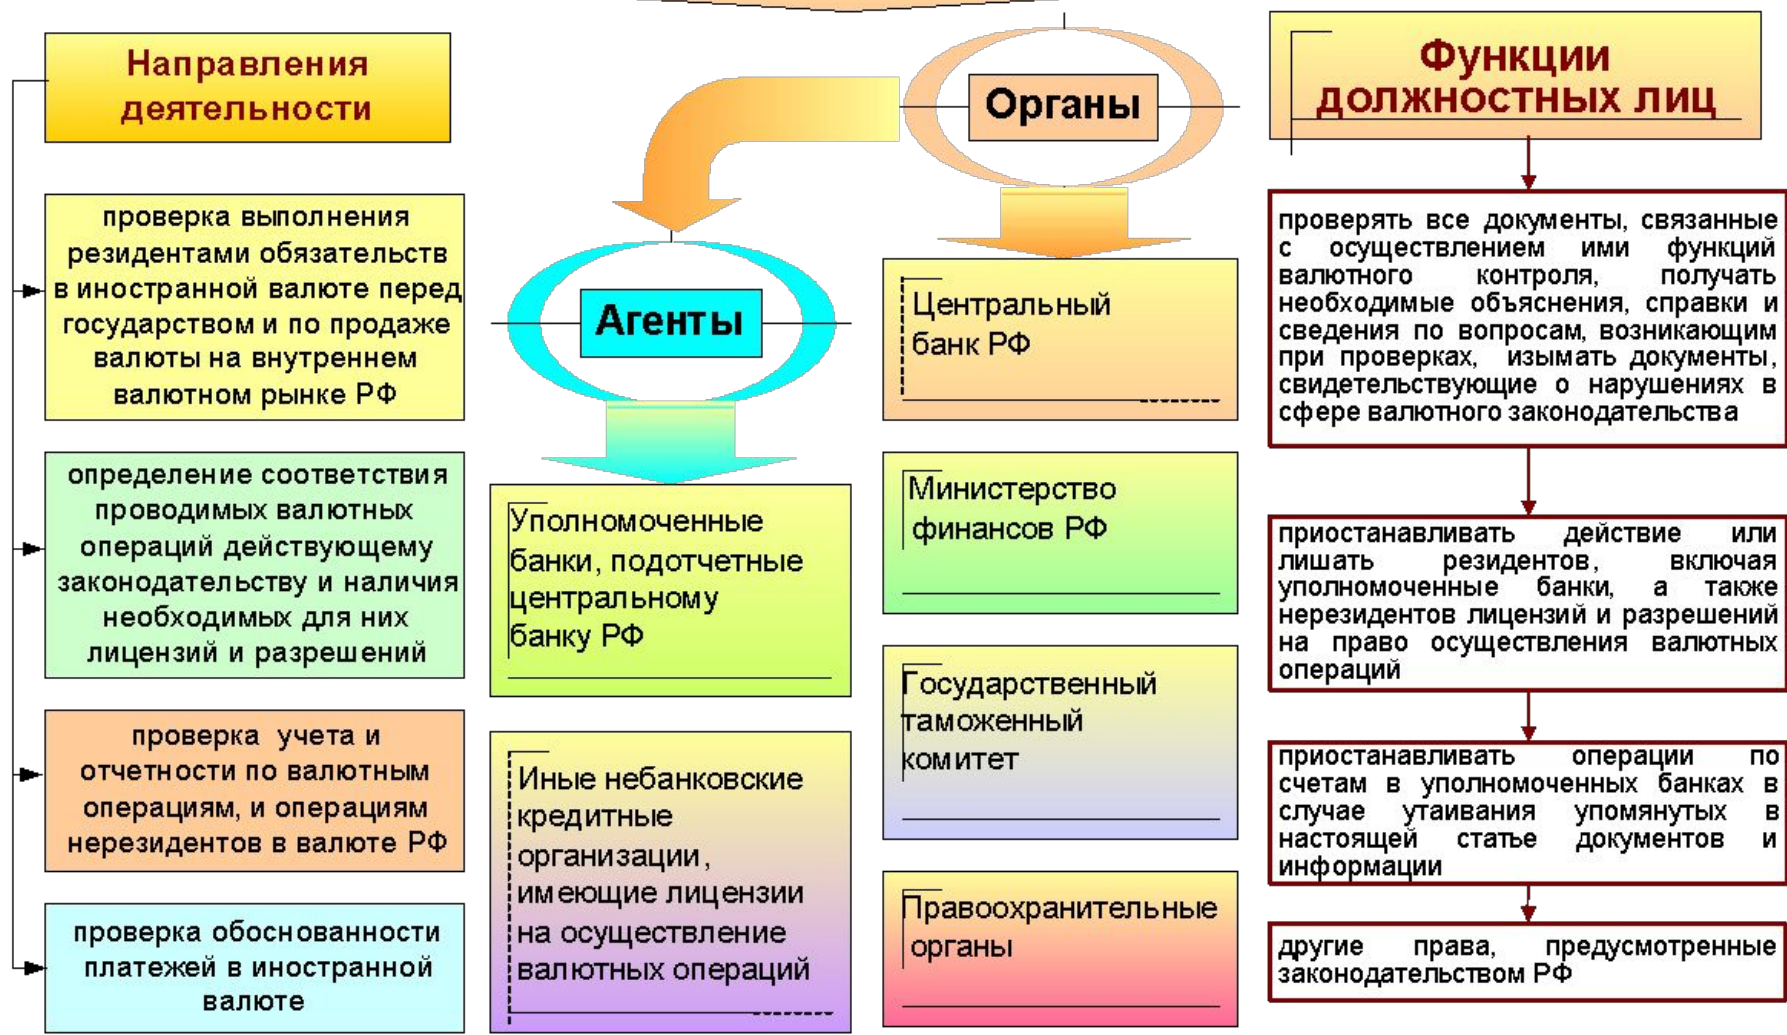 Направления
деятельности
проверка выполнения
резидентами обязательств
в иностранной валюте перед
государством и по продаже
валюты на внутреннем
валютном рынке РФ
определение соответствия
проводимых валютных
операций действующему
законодательству и наличия
необходимых для них
лицензий и разрешений
проверка учета и
отчетности по валютным
операциям, и операциям
нерезидентов в валюте РФ
проверка обоснованности
платежей в иностранной
валюте
Органы
Агенты
Уполномоченные
банки, подотчетные
центральному
банку РФ
Иные небанковские
кредитные
организации,
имеющие лицензии
на осуществление
валютных операций
Центральный
банк РФ
Министерство
финансов РФ
Государственный
таможенный
комитет
Правоохранительные
органы
Функции
должностных лиц
проверять все документы, связанные
с осуществлением ими функций
валютного контроля, получать
необходимые объяснения, справки и
сведения по вопросам, возникающим
при проверках, изымать документы,
свидетельствующие о нарушениях в
сфере валютного законодательства
приостанавливать действие или
лишать резидентов, включая
уполномоченные банки, а также
нерезидентов лицензий и разрешений
на право осуществления валютных
операций
приостанавливать операции по
счетам в уполномоченных банках в
случае утаивания упомянутых в
настоящей статье документов и
информации
другие права, предусмотренные
законодательством РФ